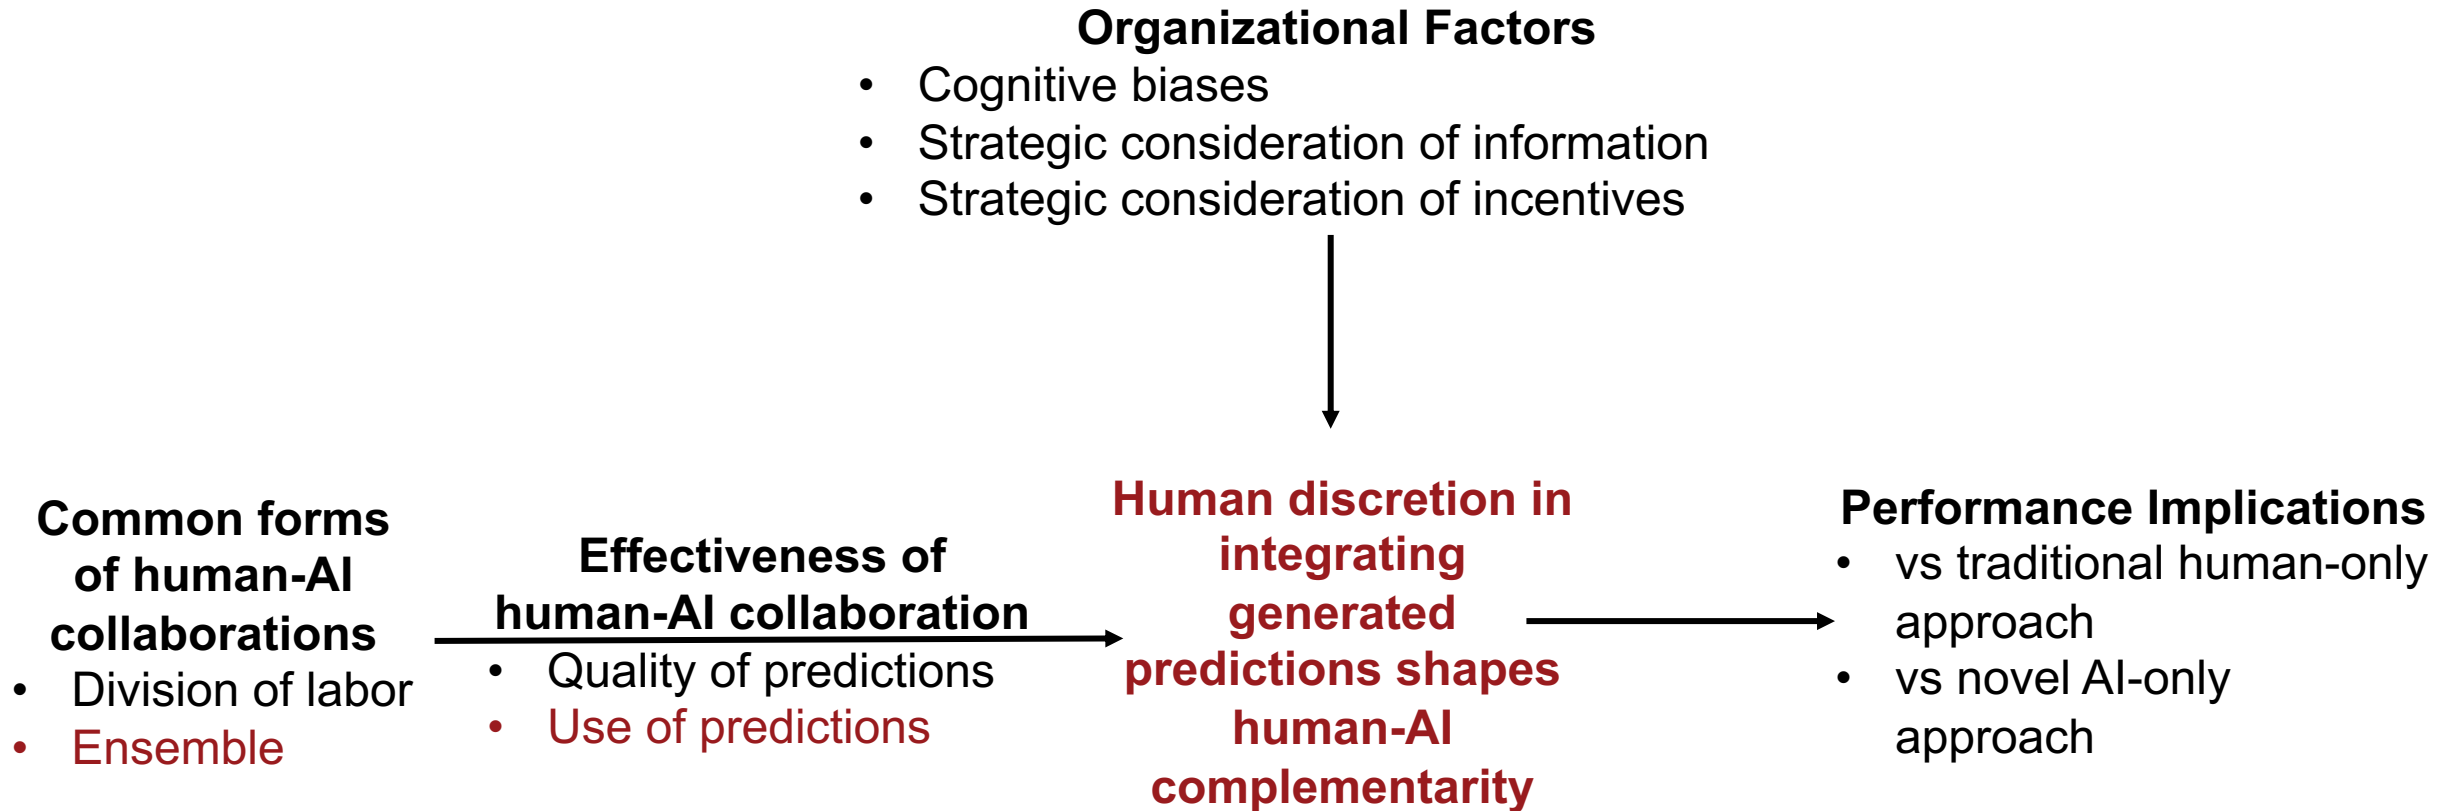 Organizational Factors
• Cognitive biases
• Strategic consideration of information
• Strategic consideration of incentives
Common forms
of human-AI
collaborations
• Division of labor
• Ensemble
Effectiveness of
human-AI collaboration
• Quality of predictions
• Use of predictions
Human discretion in
integrating
generated
predictions shapes
human-AI
complementarity
Performance Implications
• vs traditional human-only
approach
• vs novel AI-only
approach